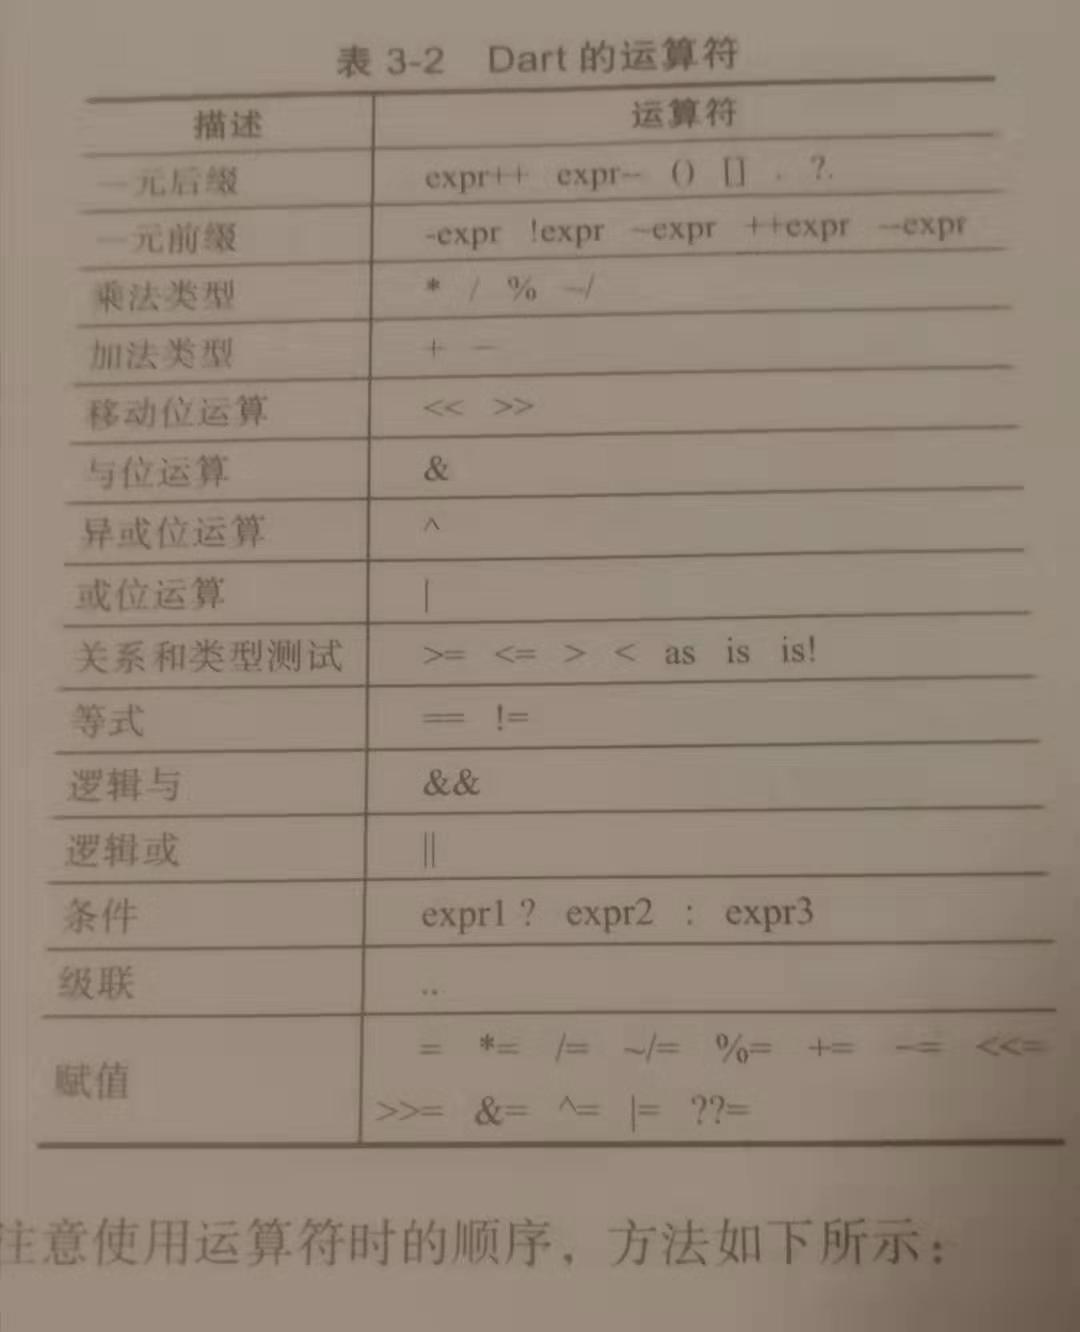 表 3-2 Dart 的运算符
描述 运算符
一元后缀 expr++ expr-- () [] . ?.
一元前缀 -expr !expr ~expr ++expr --expr
乘法类型 * / % ~/
加法类型 + -
移动位运算 << >>
与位运算 &
异或位运算 ^
或位运算 |
关系和类型测试 >= <= > < as is is!
等式 == !=
逻辑与 &&
逻辑或 ||
条件 expr1 ? expr2 : expr3
级联 ..
赋值 = *= /= ~/= %= += -= <<=
>>= &= ^= |= ??=
注意使用运算符时的顺序，方法如下所示：